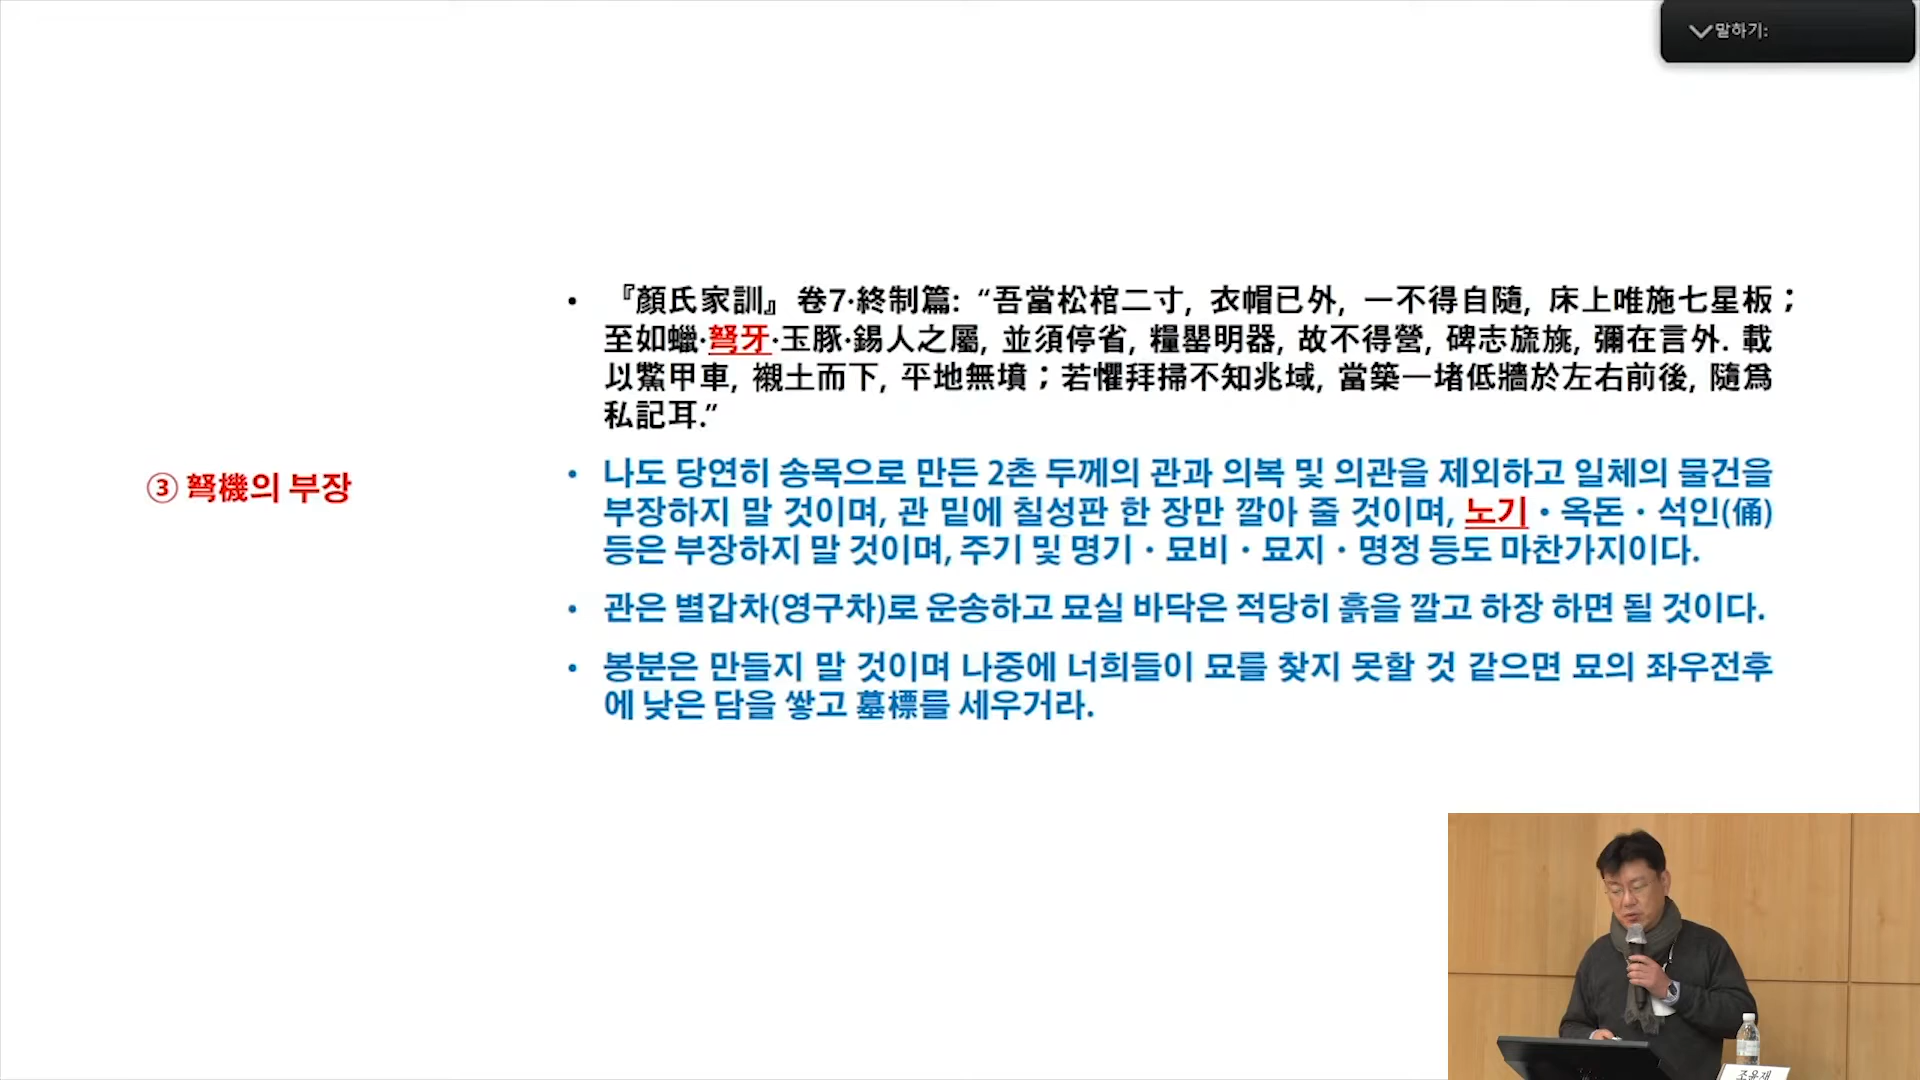 말하기:
• 『顏氏家訓』 卷7·終制篇: “吾當松棺二寸, 衣帽已外, 一不得自隨, 床上唯施七星板;
至如蠟·弩牙·玉豚·錫人之屬, 並須停省, 糧罌明器, 故不得營, 碑志旒旐, 彌在言外. 載
以鱉甲車, 襯土而下, 平地無墳;若懼拜掃不知兆域, 當築一堵低牆於左右前後, 隨爲
私記耳.”
③ 弩機의 부장
• 나도 당연히 송목으로 만든 2촌 두께의 관과 의복 및 의관을 제외하고 일체의 물건을
부장하지 말 것이며, 관 밑에 칠성판 한 장만 깔아 줄 것이며, 노기・옥돈・석인(俑)
등은 부장하지 말 것이며, 주기 및 명기・묘비・묘지・명정 등도 마찬가지이다.
• 관은 별갑차(영구차)로 운송하고 묘실 바닥은 적당히 흙을 깔고 하장 하면 될 것이다.
• 봉분은 만들지 말 것이며 나중에 너희들이 묘를 찾지 못할 것 같으면 묘의 좌우전후
에 낮은 담을 쌓고 墓標를 세우거라.
조윤재